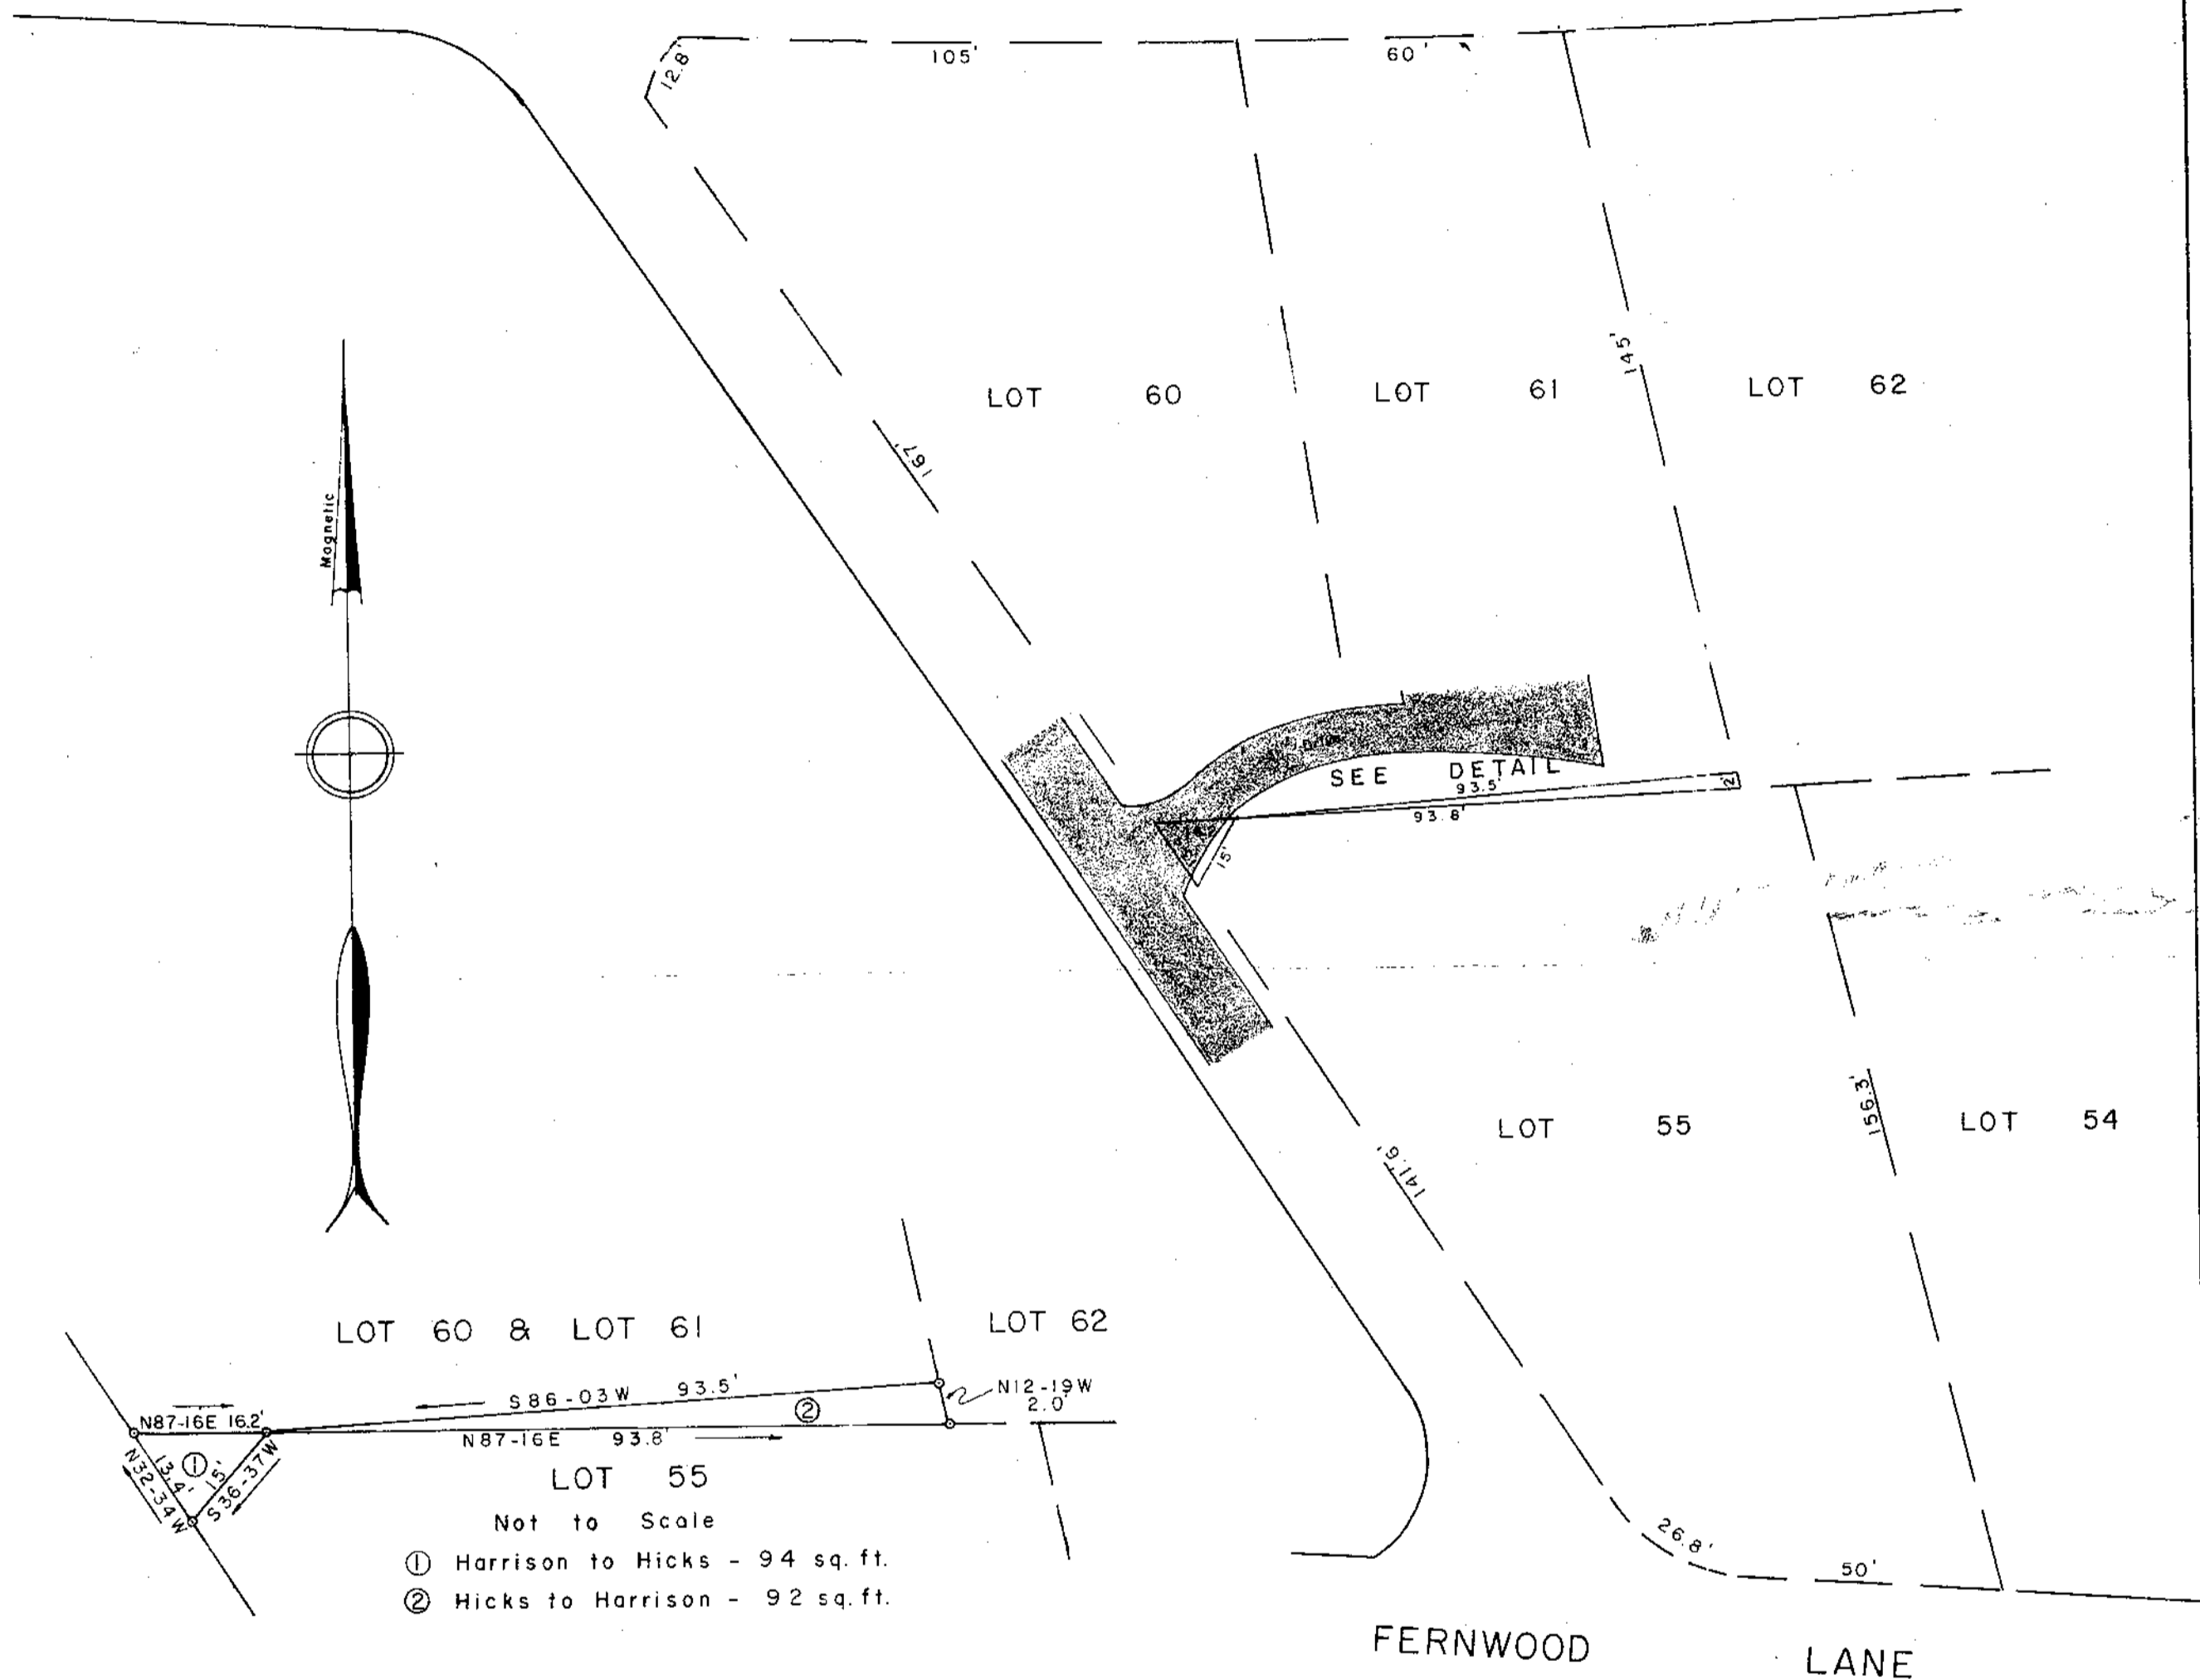 105'
60'
12.8'
145'
LOT 60
LOT 61
LOT 62
167'
Magnetic
SEE DETAIL
93.5'
2'
93.8'
15'
156.3'
LOT 55
LOT 54
141.6'
LOT 60 & LOT 61
LOT 62
S86-03W 93.5'
N12-19W
2.0'
N87-16E 16.2'
②
N87-16E 93.8'
①
N32-34W
13.4'
15'
S36-37W
LOT 55
Not to Scale
① Harrison to Hicks - 94 sq. ft.
② Hicks to Harrison - 92 sq. ft.
26.8'
50'
FERNWOOD LANE